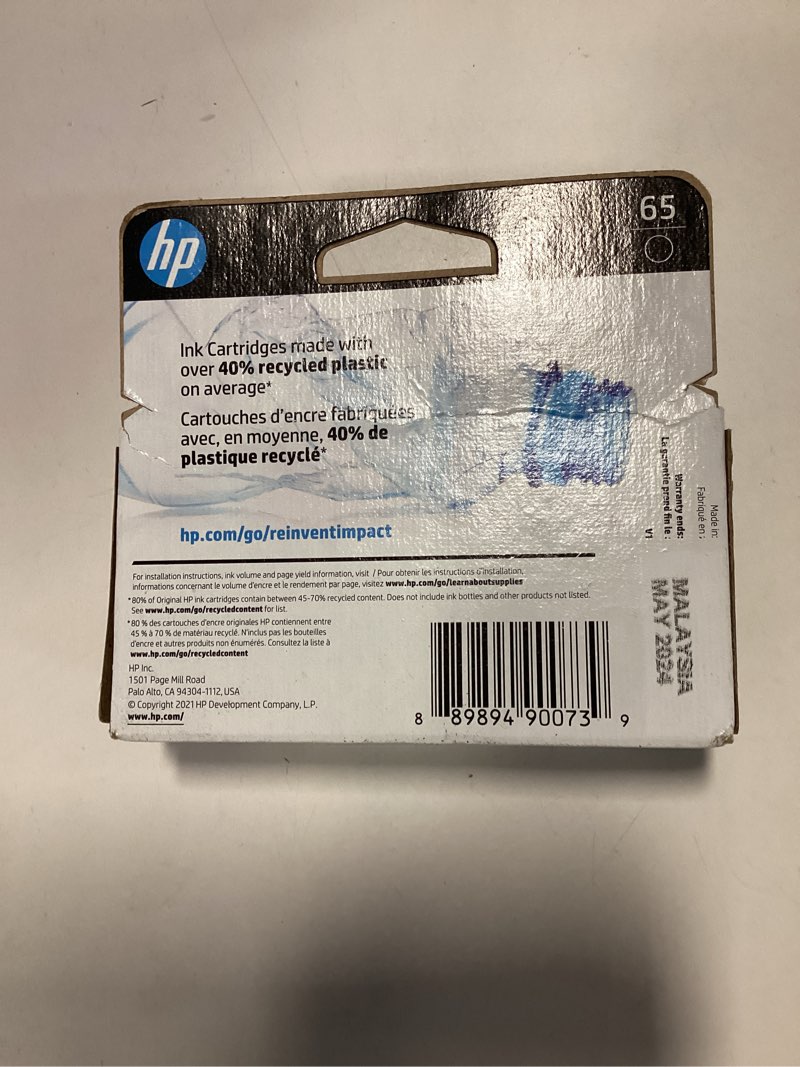 hp
65
Ink Cartridges made with
over 40% recycled plastic
on average*
Cartouches d'encre fabriquées
avec, en moyenne, 40% de
plastique recyclé*
hp.com/go/reinventimpact
For installation instructions, ink volume and page yield information, visit / Pour obtenir les instructions d'installation,
informations concernant le volume d'encre et le rendement par page, visitez www.hp.com/go/learnaboutsupplies
*80% of Original HP ink cartridges contain between 45-70% recycled content. Does not include ink bottles and other products not listed.
See www.hp.com/go/recycledcontent for list.
*80 % des cartouches d'encre originales HP contiennent entre
45 % à 70 % de matériau recyclé. N'inclus pas les bouteilles
d'encre et autres produits non énumérés. Consultez la liste à
www.hp.com/go/recycledcontent
HP Inc.
1501 Page Mill Road
Palo Alto, CA 94304-1112, USA
© Copyright 2021 HP Development Company, L.P.
www.hp.com/
8 89894 90073 9
Made in:
Fabriqué en :
Warranty ends:
La garantie prend fin le :
V1
MALAYSIA
MAY 2024